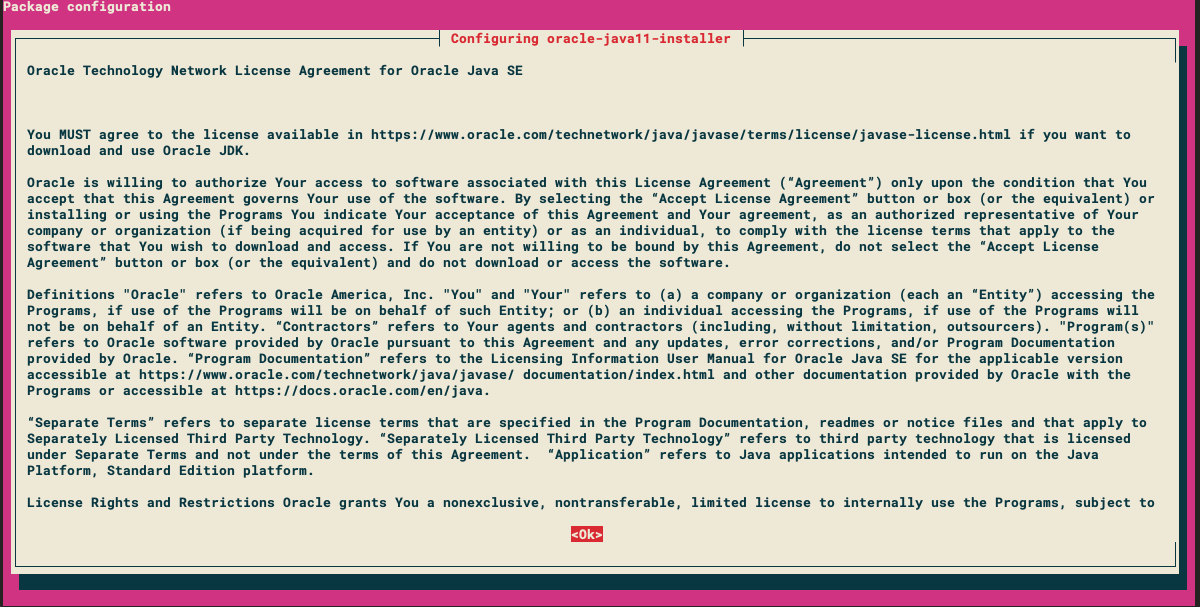 Package configuration
Configuring oracle-java11-installer
Oracle Technology Network License Agreement for Oracle Java SE
You MUST agree to the license available in https://www.oracle.com/technetwork/java/javase/terms/license/javase-license.html if you want to
download and use Oracle JDK.
Oracle is willing to authorize Your access to software associated with this License Agreement (“Agreement”) only upon the condition that You
accept that this Agreement governs Your use of the software. By selecting the “Accept License Agreement” button or box (or the equivalent) or
installing or using the Programs You indicate Your acceptance of this Agreement and Your agreement, as an authorized representative of Your
company or organization (if being acquired for use by an entity) or as an individual, to comply with the license terms that apply to the
software that You wish to download and access. If You are not willing to be bound by this Agreement, do not select the “Accept License
Agreement” button or box (or the equivalent) and do not download or access the software.
Definitions "Oracle" refers to Oracle America, Inc. "You" and "Your" refers to (a) a company or organization (each an “Entity”) accessing the
Programs, if use of the Programs will be on behalf of such Entity; or (b) an individual accessing the Programs, if use of the Programs will
not be on behalf of an Entity. “Contractors” refers to Your agents and contractors (including, without limitation, outsourcers). "Program(s)"
refers to Oracle software provided by Oracle pursuant to this Agreement and any updates, error corrections, and/or Program Documentation
provided by Oracle. “Program Documentation” refers to the Licensing Information User Manual for Oracle Java SE for the applicable version
accessible at https://www.oracle.com/technetwork/java/javase/ documentation/index.html and other documentation provided by Oracle with the
Programs or accessible at https://docs.oracle.com/en/java.
“Separate Terms” refers to separate license terms that are specified in the Program Documentation, readmes or notice files and that apply to
Separately Licensed Third Party Technology. “Separately Licensed Third Party Technology” refers to third party technology that is licensed
under Separate Terms and not under the terms of this Agreement.  “Application” refers to Java applications intended to run on the Java
Platform, Standard Edition platform.
License Rights and Restrictions Oracle grants You a nonexclusive, nontransferable, limited license to internally use the Programs, subject to
<Ok>